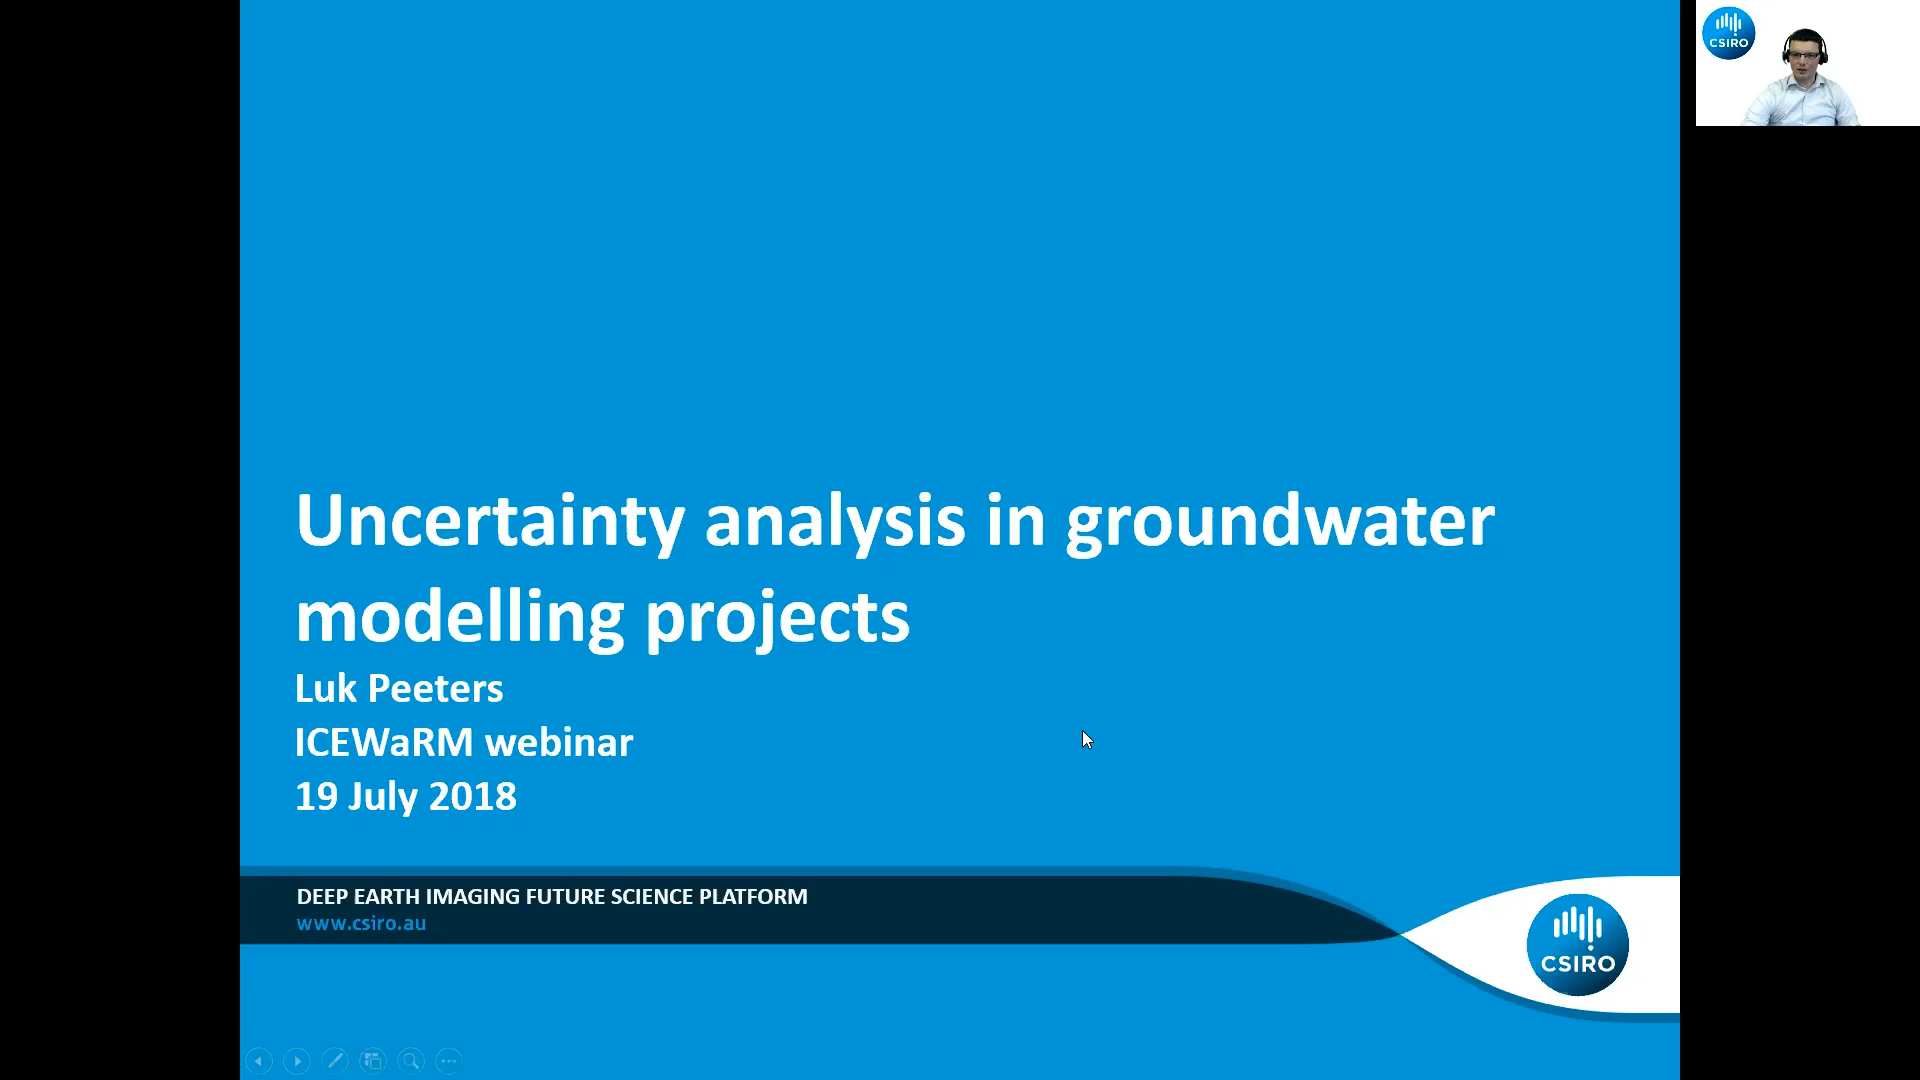 CSIRO
Uncertainty analysis in groundwater
modelling projects
Luk Peeters
ICEWaRM webinar
19 July 2018
DEEP EARTH IMAGING FUTURE SCIENCE PLATFORM
www.csiro.au
CSIRO